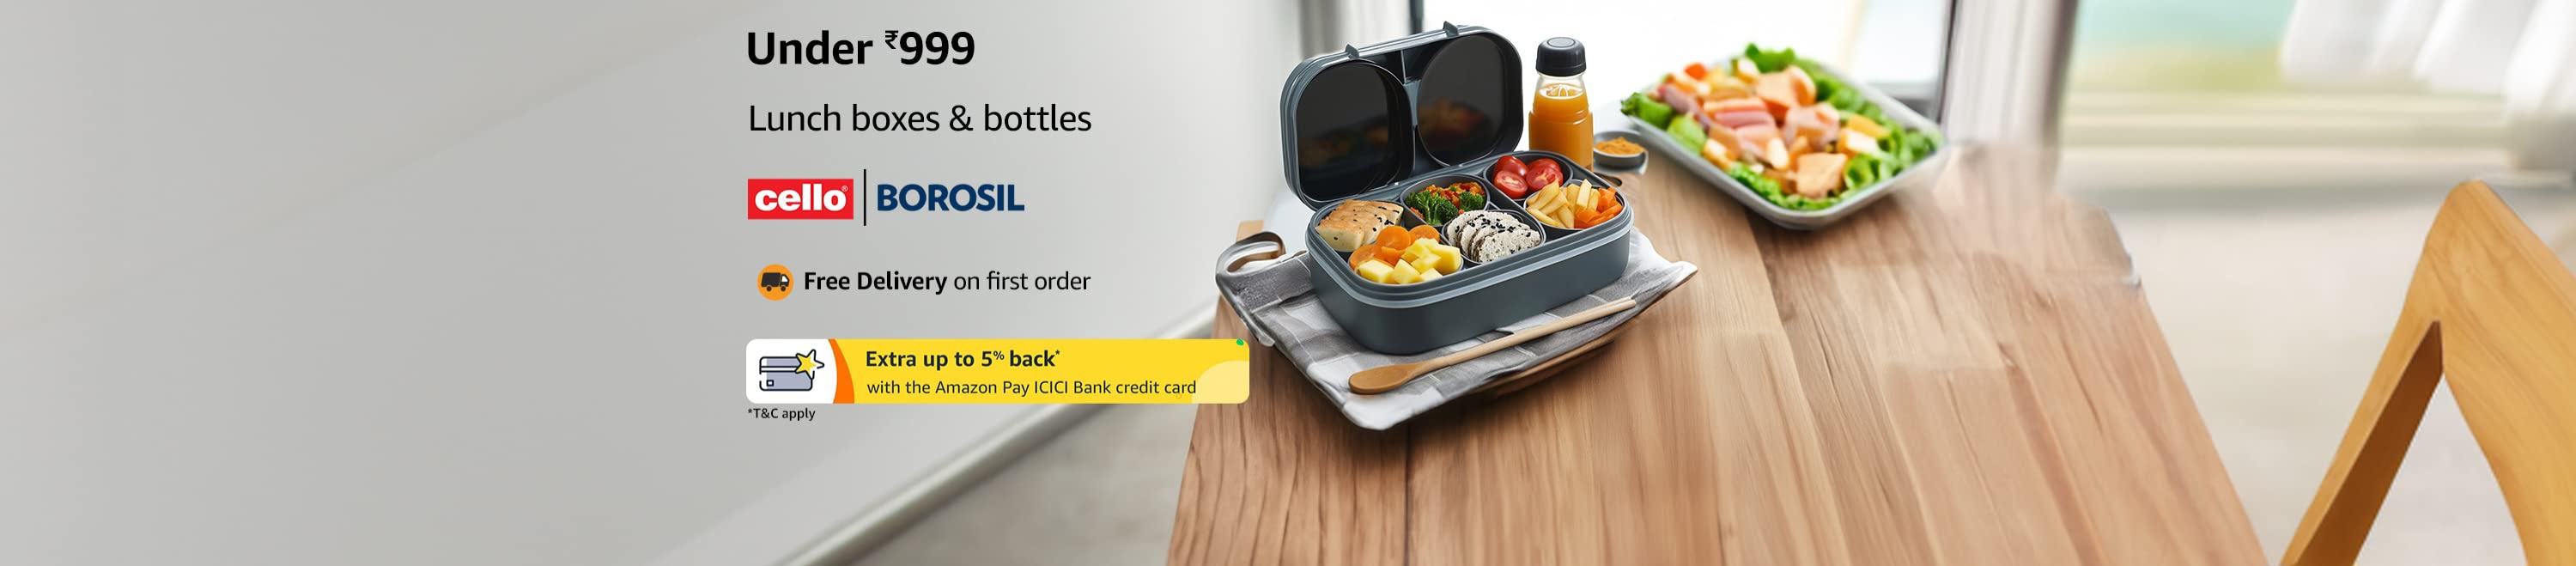 Under ₹999
Lunch boxes & bottles
cello® | BOROSIL
Free Delivery on first order
Extra up to 5% back*
with the Amazon Pay ICICI Bank credit card
*T&C apply